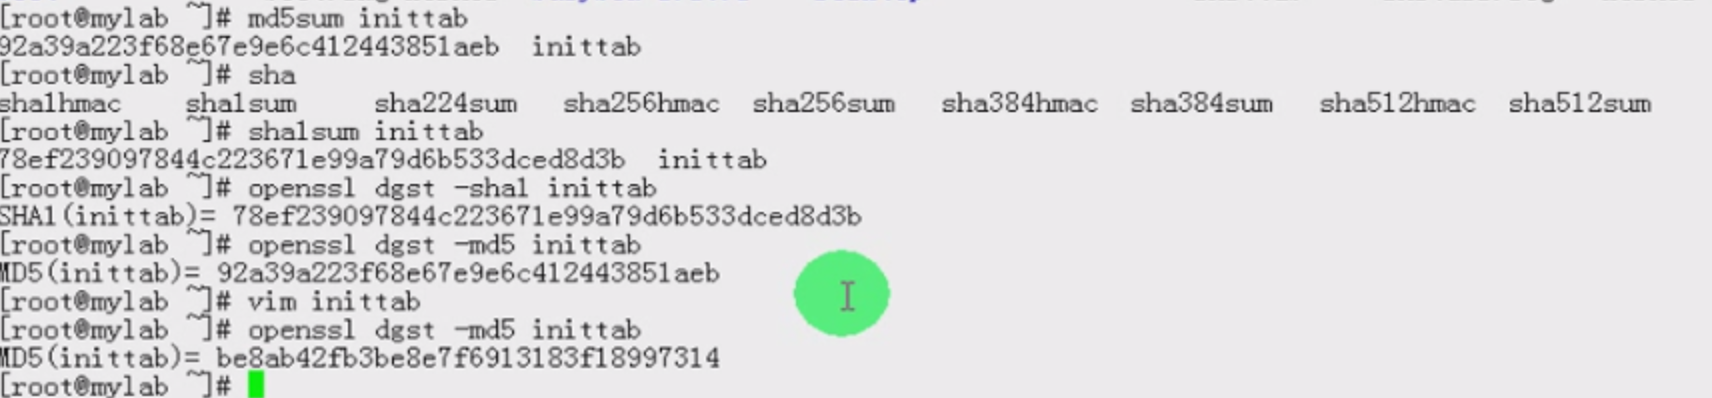 [root@mylab ~]# md5sum inittab
92a39a223f68e67e9e6c412443851aeb  inittab
[root@mylab ~]# sha
sha1hmac    sha1sum     sha224sum   sha256hmac  sha256sum   sha384hmac  sha384sum   sha512hmac  sha512sum
[root@mylab ~]# sha1sum inittab
78ef239097844c223671e99a79d6b533dced8d3b  inittab
[root@mylab ~]# openssl dgst -sha1 inittab
SHA1(inittab)= 78ef239097844c223671e99a79d6b533dced8d3b
[root@mylab ~]# openssl dgst -md5 inittab
MD5(inittab)= 92a39a223f68e67e9e6c412443851aeb
[root@mylab ~]# vim inittab
[root@mylab ~]# openssl dgst -md5 inittab
MD5(inittab)= be8ab42fb3be8e7f6913183f18997314
[root@mylab ~]#